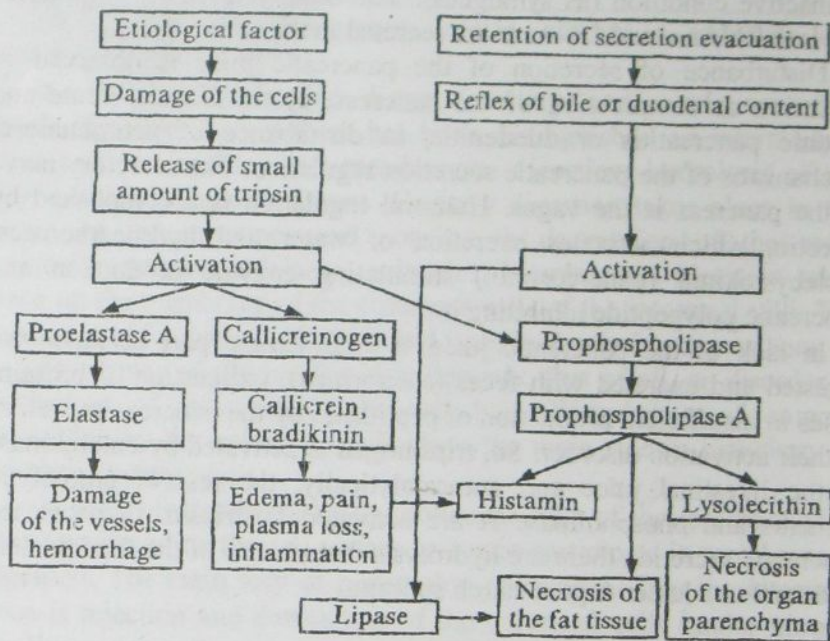 Etiological factor
Retention of secretion evacuation
Damage of the cells
Reflex of bile or duodenal content
Release of small
amount of tripsin
Activation
Activation
Proelastase A
Callicreinogen
Prophospholipase
Elastase
Callicrein,
bradikinin
Prophospholipase A
Damage
of the vessels,
hemorrhage
Edema, pain,
plasma loss,
inflammation
Histamin
Lysolecithin
Lipase
Necrosis of
the fat tissue
Necrosis
of the organ
parenchyma